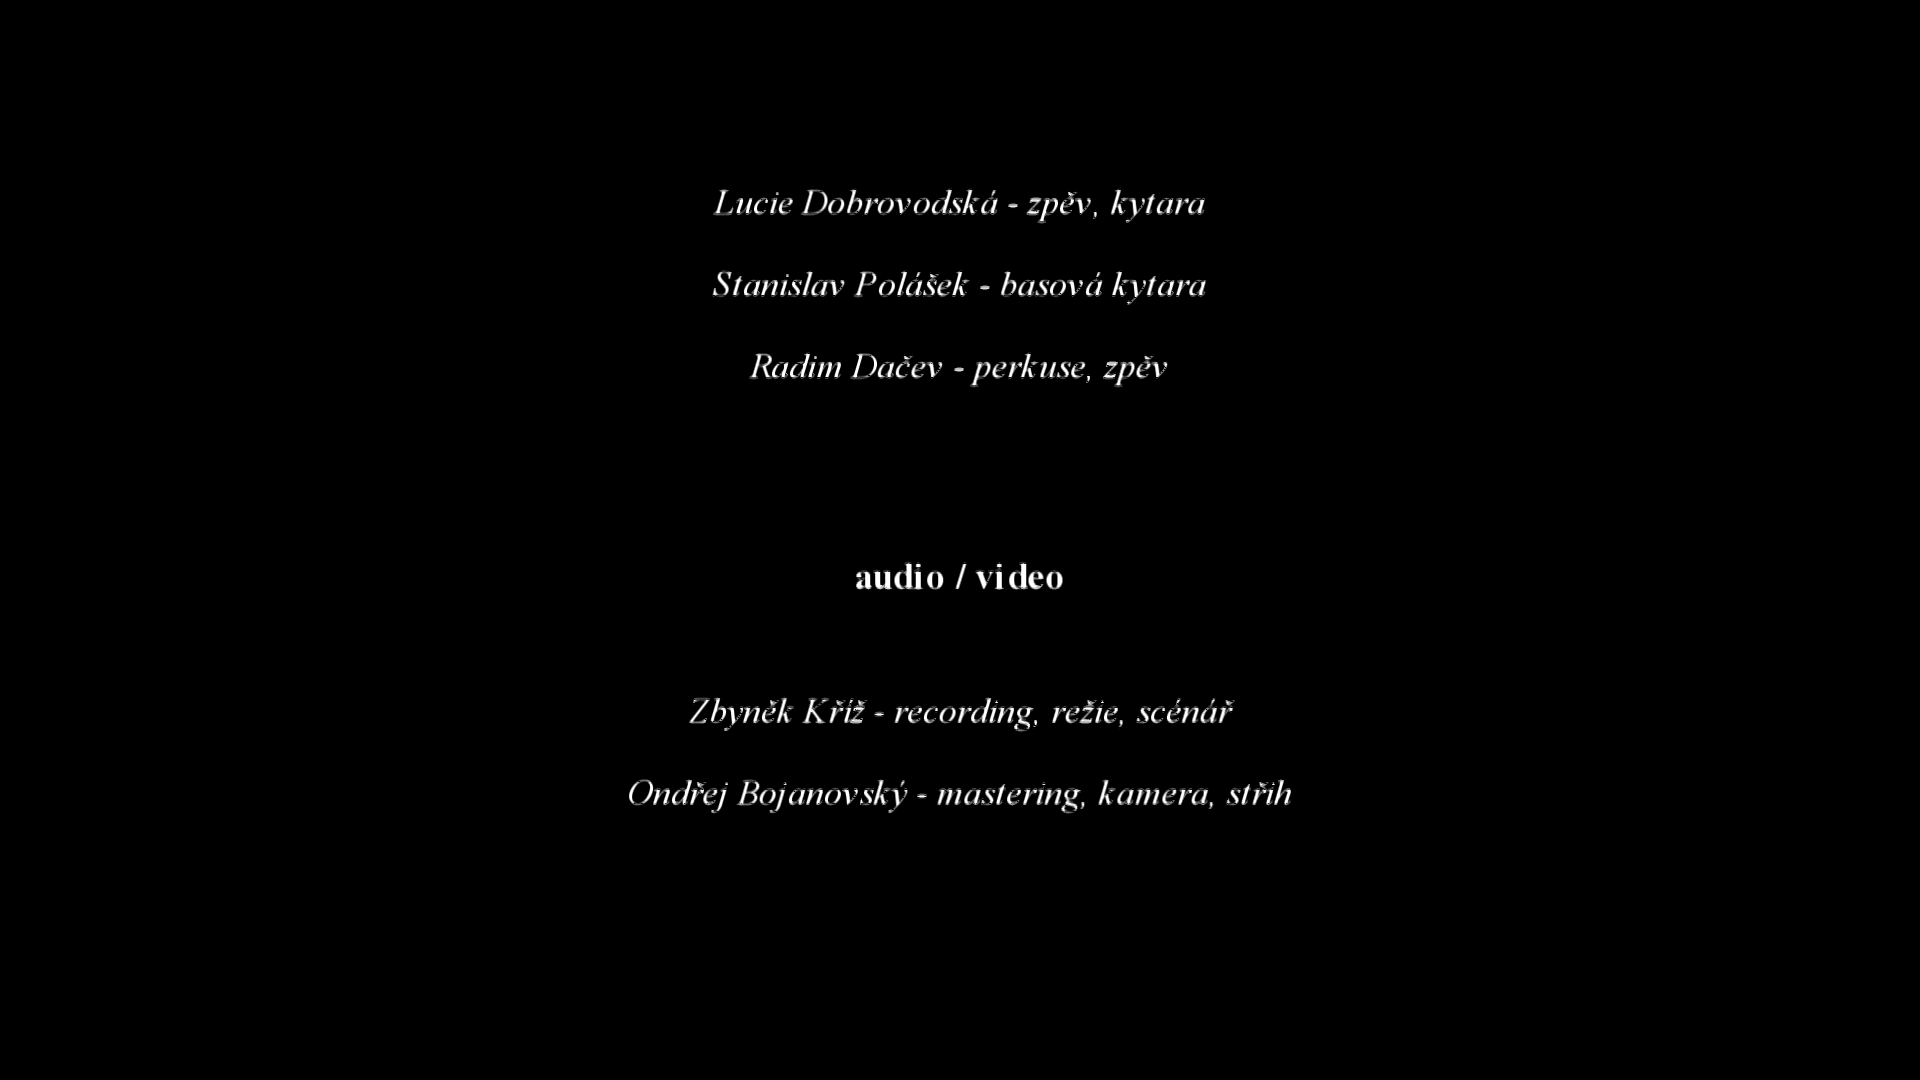 Lucie Dobrovodská - zpěv, kytara
Stanislav Polášek - basová kytara
Radim Dačev - perkuse, zpěv
audio / video
Zbyněk Kříž - recording, režie, scénář
Ondřej Bojanovský - mastering, kamera, střih